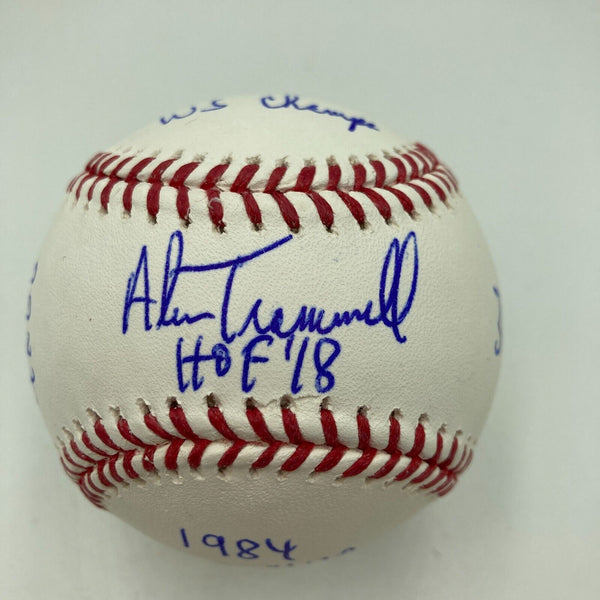 WS Champs
Alan Trammell
HOF '18
1984